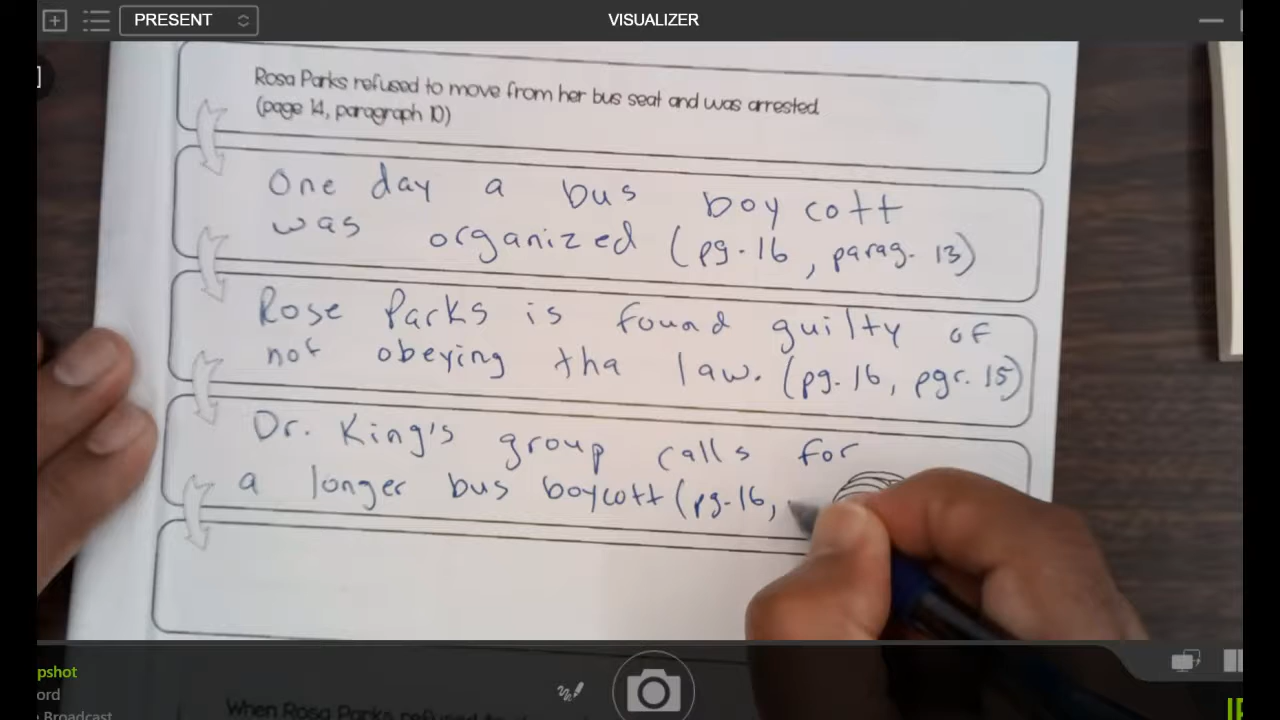 PRESENT
VISUALIZER
Rosa Parks refused to move from her bus seat and was arrested
(page 14, paragraph 10)
One day a bus boycott
was organized (pg. 16, parag. 13)
Rose Parks is found guilty of
not obeying tha law. (pg. 16, pgr. 15)
Dr. King's group calls for
a longer bus boycott (pg. 16,
pshot
ord
Broadcast
When Rosa Parks refused